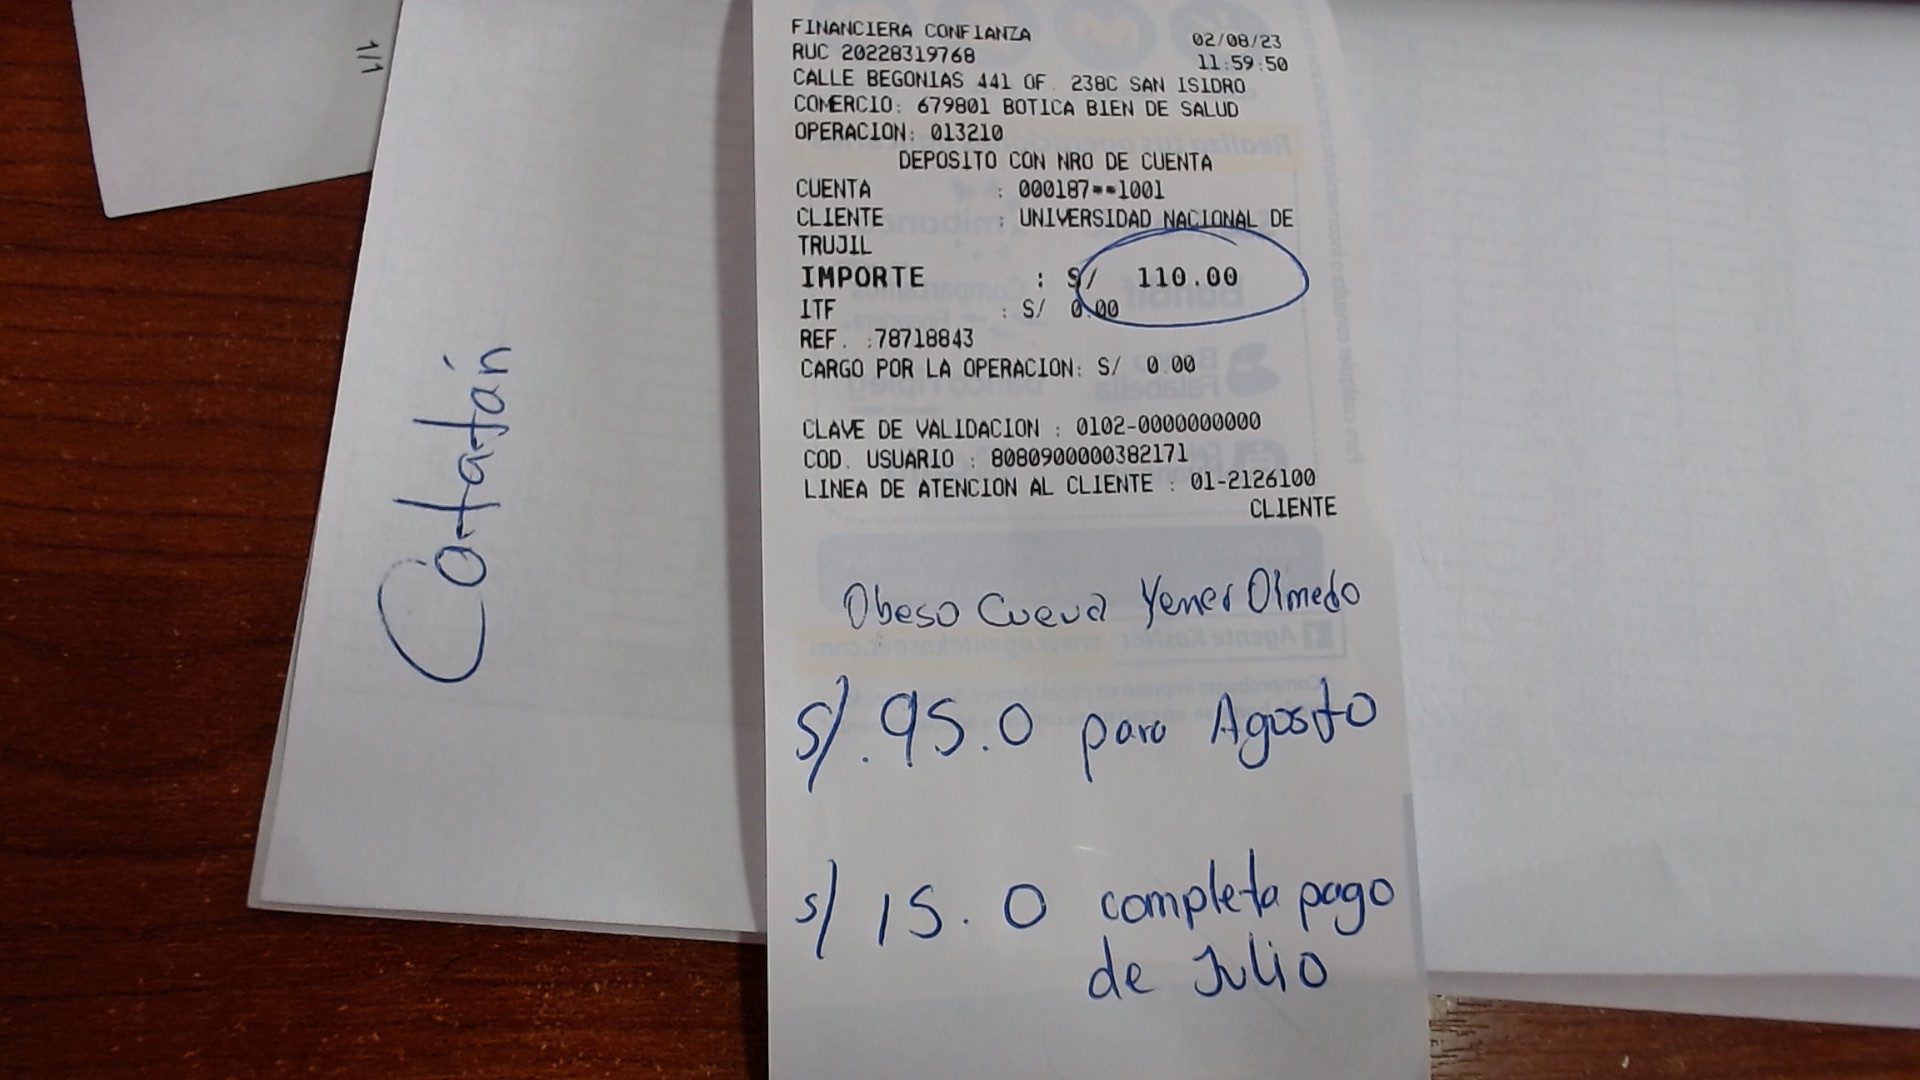 FINANCIERA CONFIANZA 02/08/23
RUC 20228319768 11:59:50
CALLE BEGONIAS 441 OF. 238C SAN ISIDRO
COMERCIO: 679801 BOTICA BIEN DE SALUD
OPERACION: 013210
DEPOSITO CON NRO DE CUENTA
CUENTA : 000187**1001
CLIENTE : UNIVERSIDAD NACIONAL DE
TRUJIL
IMPORTE : S/ 110.00
ITF : S/ 0.00
REF. :78718843
CARGO POR LA OPERACION: S/ 0.00
CLAVE DE VALIDACION : 0102-0000000000
COD. USUARIO : 8080900000382171
LINEA DE ATENCION AL CLIENTE : 01-2126100
CLIENTE
Obeso Cueva Yener Olmedo
S/. 95.0 para Agosto
S/ 15.0 completa pago
de Julio
Catatán
1/1